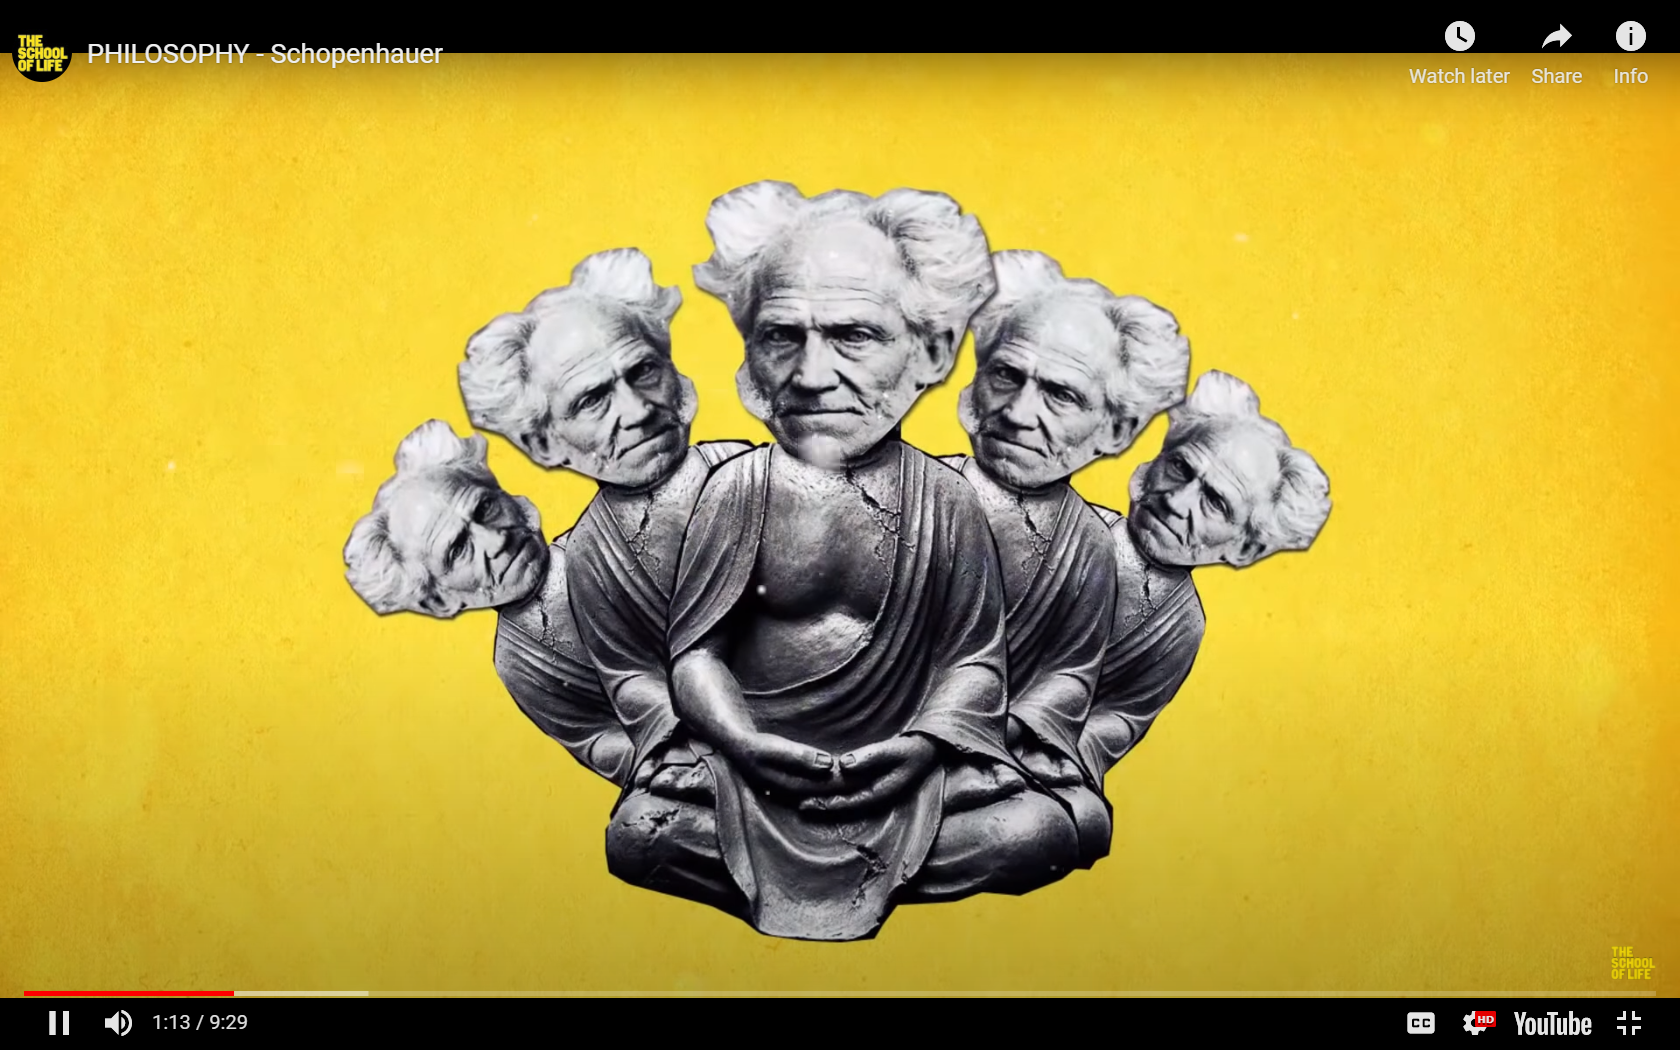 THE
SCHOOL
OF LIFE
PHILOSOPHY - Schopenhauer
Watch later
Share
Info
THE
SCHOOL
OF LIFE
1:13 / 9:29
CC
HD
YouTube